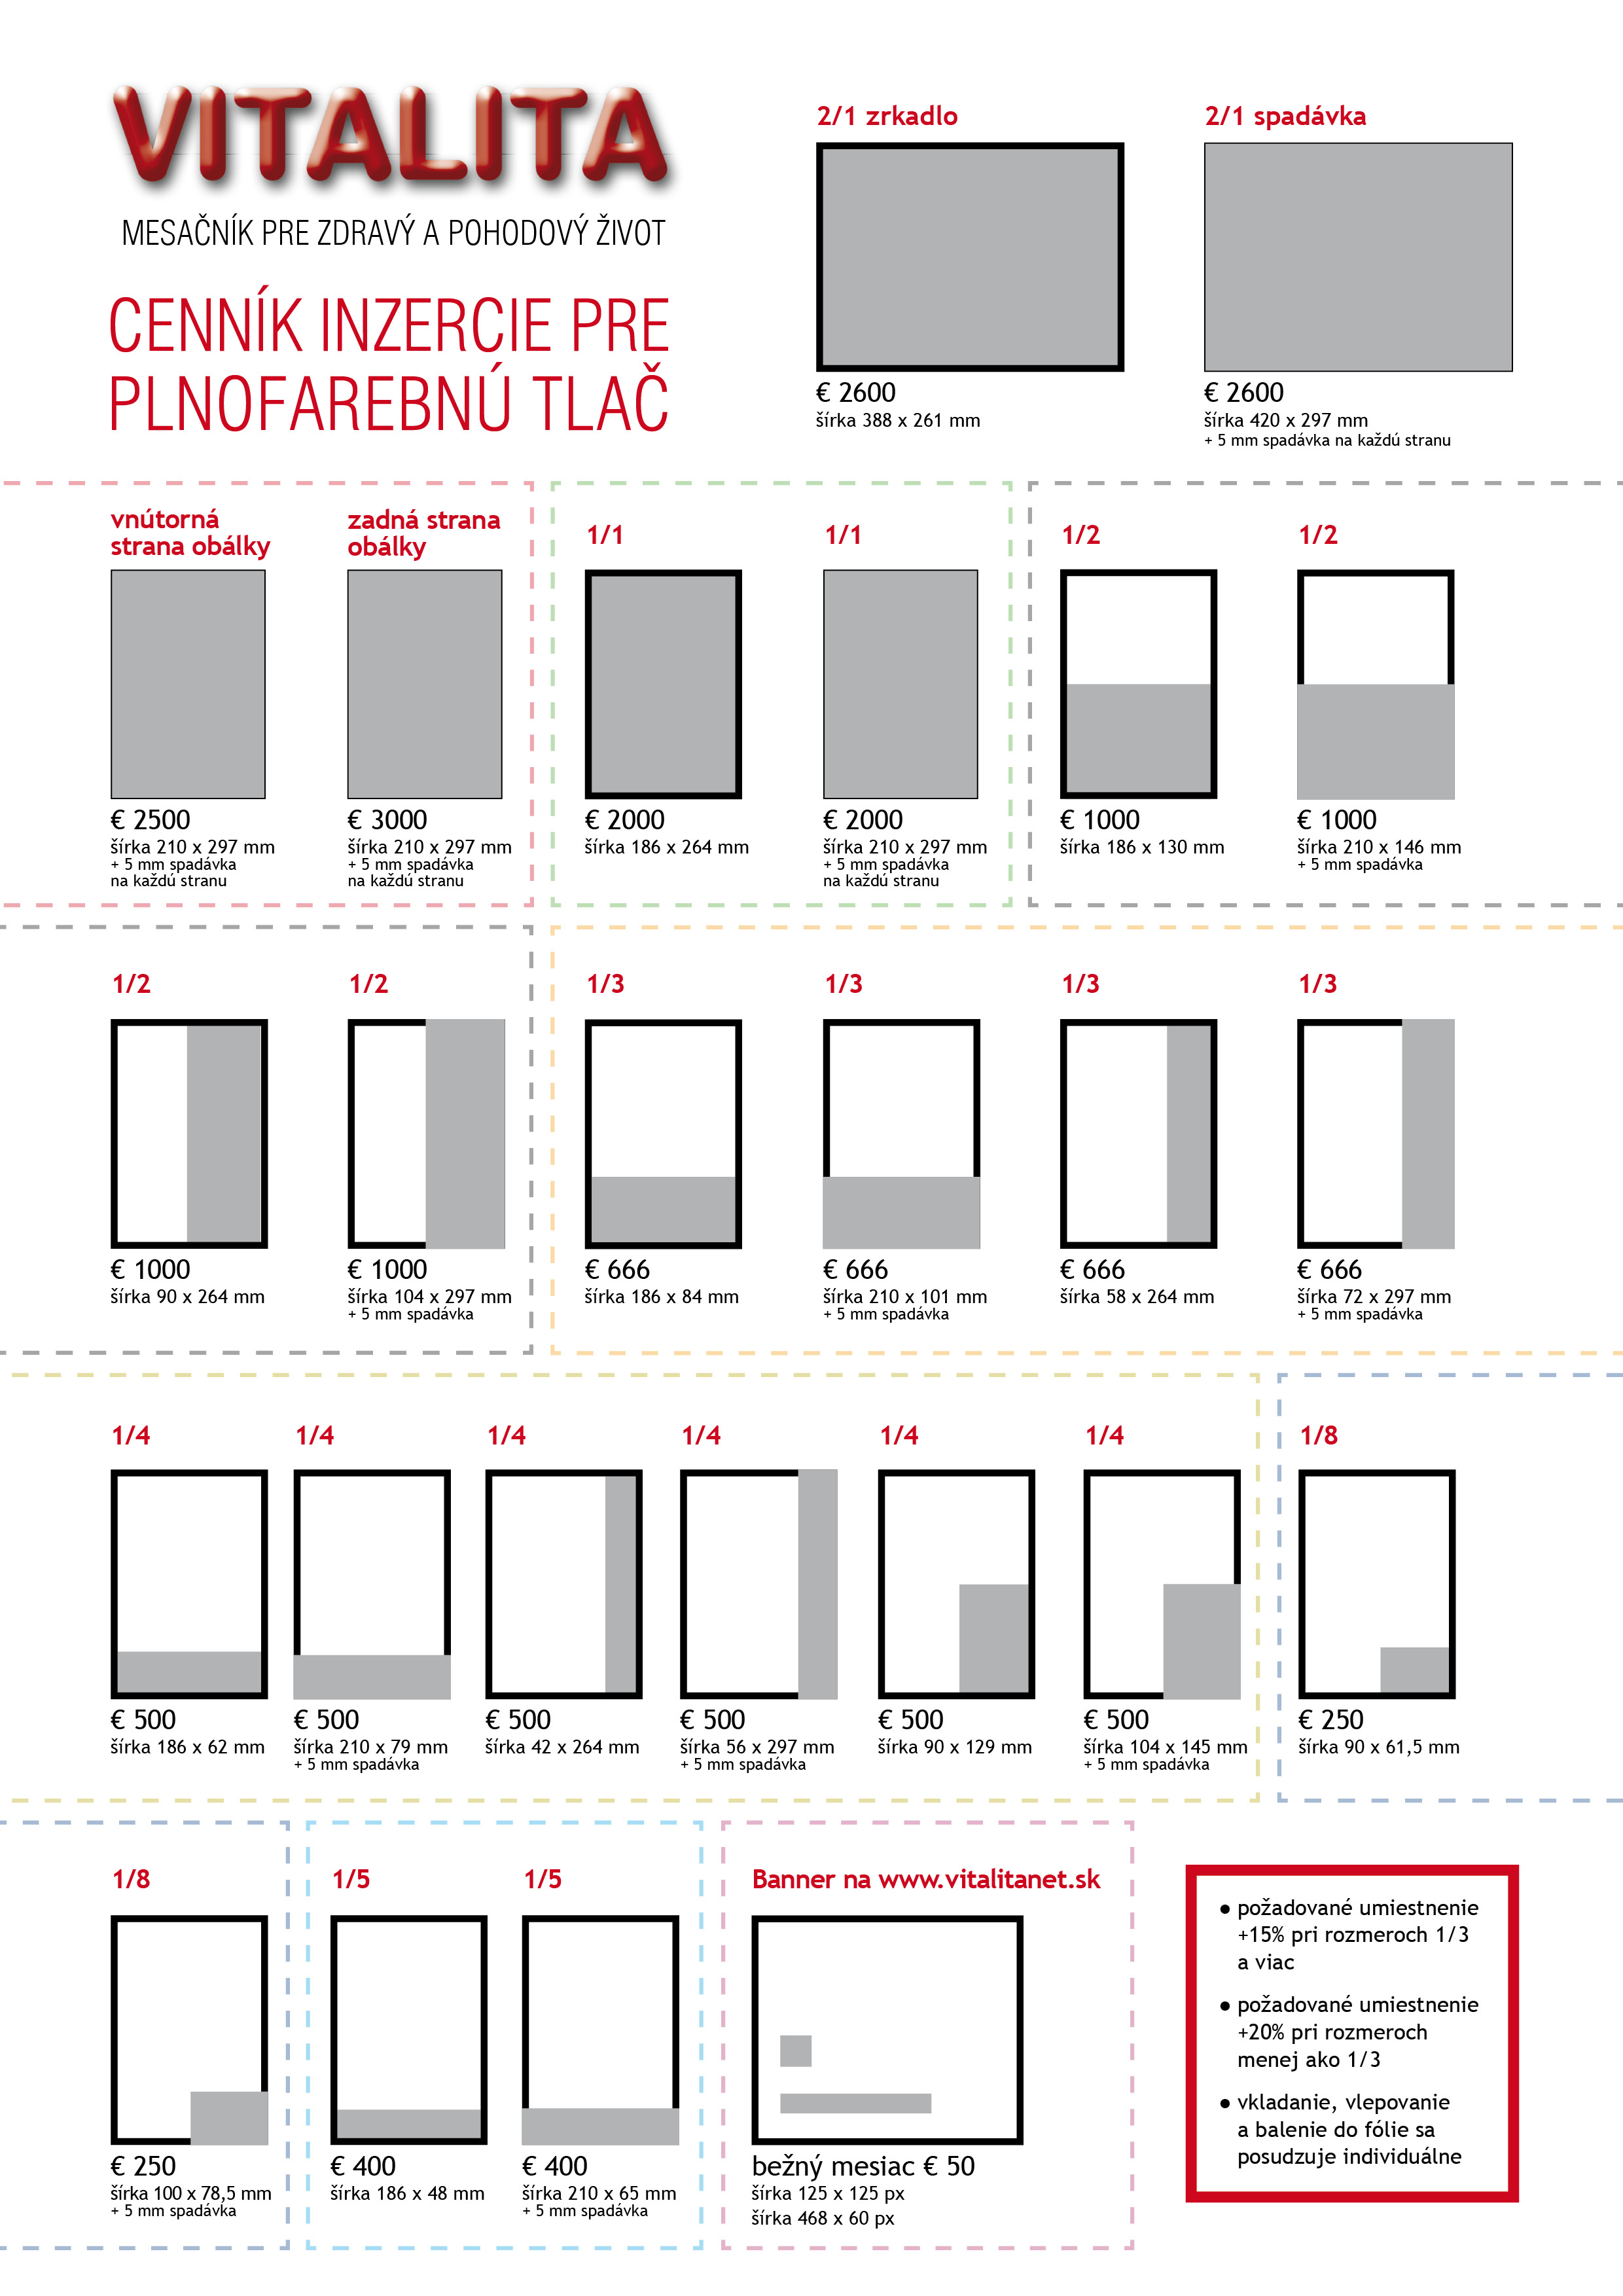 VITALITA
MESAČNÍK PRE ZDRAVÝ A POHODOVÝ ŽIVOT
CENNÍK INZERCIE PRE
PLNOFAREBNÚ TLAČ
2/1 zrkadlo
€ 2600
šírka 388 x 261 mm
2/1 spadávka
€ 2600
šírka 420 x 297 mm
+ 5 mm spadávka na každú stranu
vnútorná
strana obálky
€ 2500
šírka 210 x 297 mm
+ 5 mm spadávka
na každú stranu
zadná strana
obálky
€ 3000
šírka 210 x 297 mm
+ 5 mm spadávka
na každú stranu
1/1
€ 2000
šírka 186 x 264 mm
1/1
€ 2000
šírka 210 x 297 mm
+ 5 mm spadávka
na každú stranu
1/2
€ 1000
šírka 186 x 130 mm
1/2
€ 1000
šírka 210 x 146 mm
+ 5 mm spadávka
1/2
€ 1000
šírka 90 x 264 mm
1/2
€ 1000
šírka 104 x 297 mm
+ 5 mm spadávka
1/3
€ 666
šírka 186 x 84 mm
1/3
€ 666
šírka 210 x 101 mm
+ 5 mm spadávka
1/3
€ 666
šírka 58 x 264 mm
1/3
€ 666
šírka 72 x 297 mm
+ 5 mm spadávka
1/4
€ 500
šírka 186 x 62 mm
1/4
€ 500
šírka 210 x 79 mm
+ 5 mm spadávka
1/4
€ 500
šírka 42 x 264 mm
1/4
€ 500
šírka 56 x 297 mm
+ 5 mm spadávka
1/4
€ 500
šírka 90 x 129 mm
1/4
€ 500
šírka 104 x 145 mm
+ 5 mm spadávka
1/8
€ 250
šírka 90 x 61,5 mm
1/8
€ 250
šírka 100 x 78,5 mm
+ 5 mm spadávka
1/5
€ 400
šírka 186 x 48 mm
1/5
€ 400
šírka 210 x 65 mm
+ 5 mm spadávka
Banner na www.vitalitanet.sk
bežný mesiac € 50
šírka 125 x 125 px
šírka 468 x 60 px
● požadované umiestnenie
+15% pri rozmeroch 1/3
a viac
● požadované umiestnenie
+20% pri rozmeroch
menej ako 1/3
● vkladanie, vlepovanie
a balenie do fólie sa
posudzuje individuálne